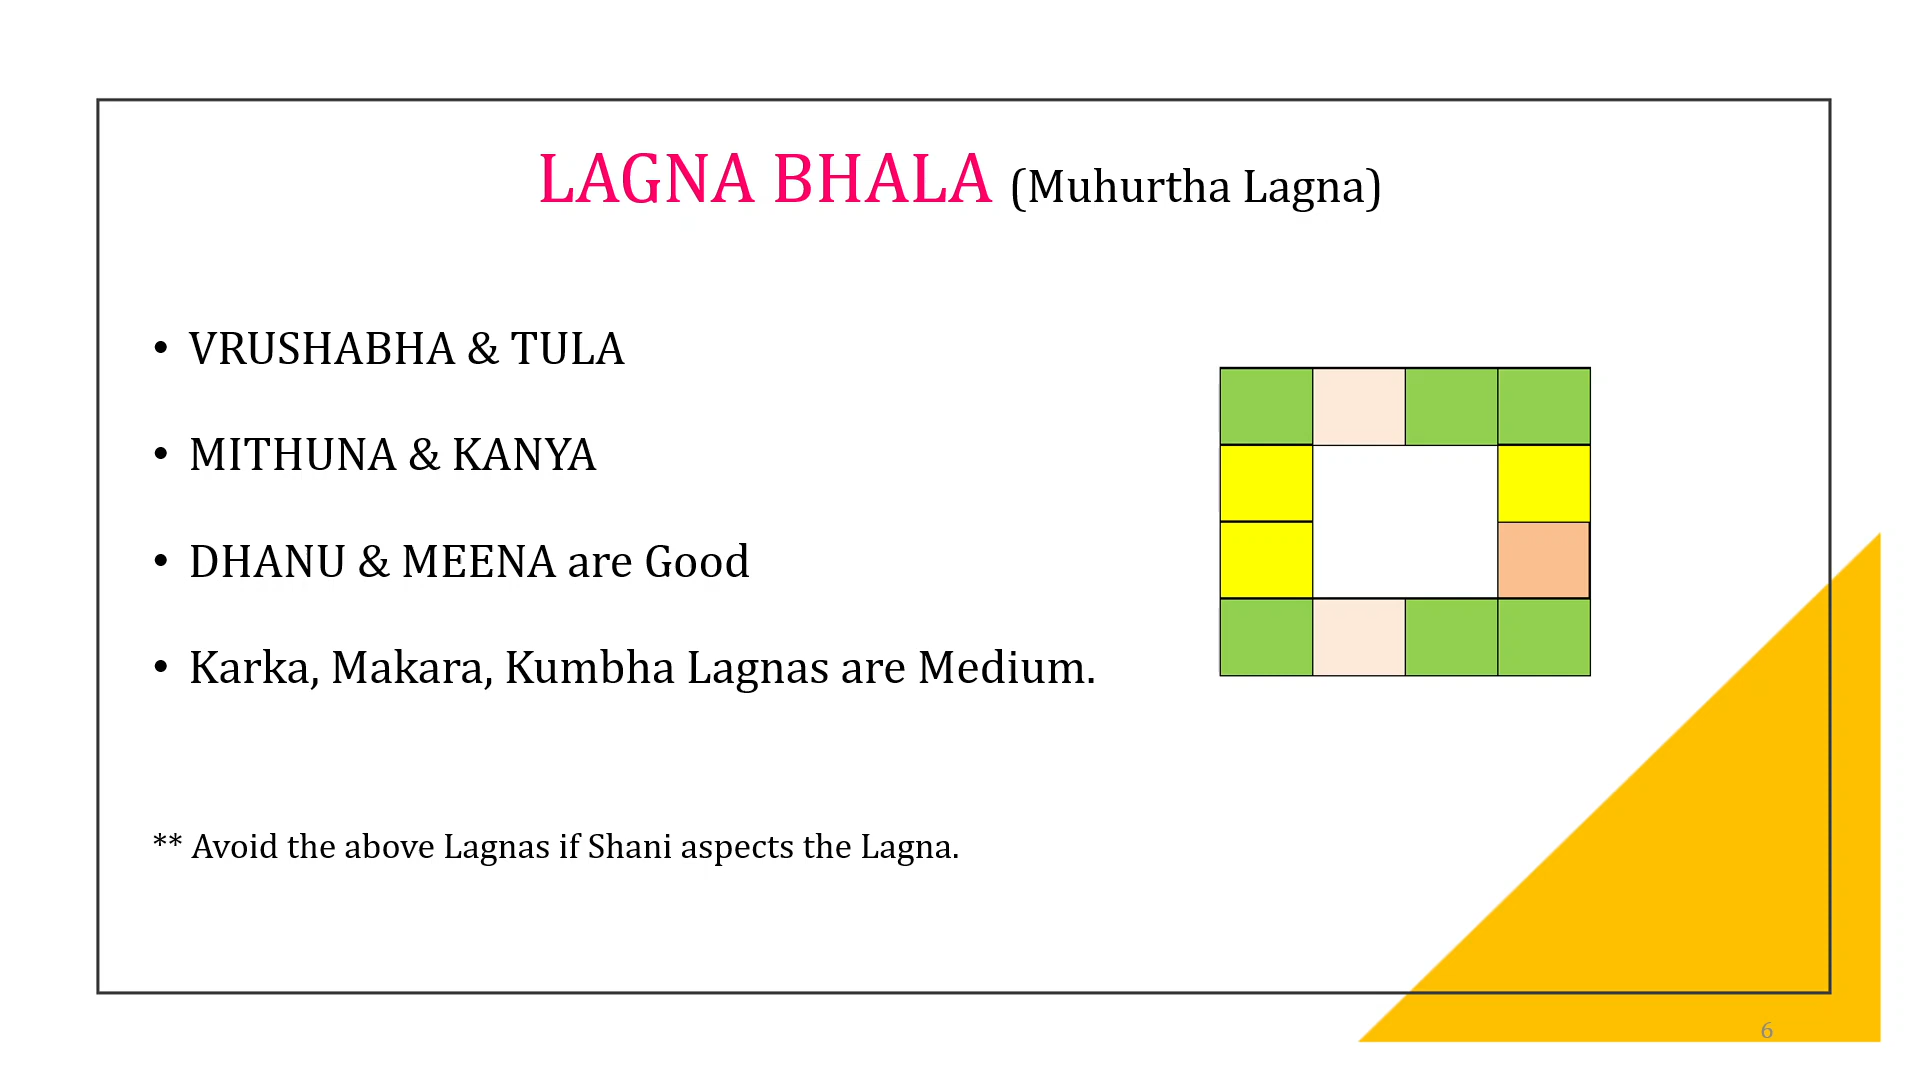 LAGNA BHALA (Muhurtha Lagna)
• VRUSHABHA & TULA
• MITHUNA & KANYA
• DHANU & MEENA are Good
• Karka, Makara, Kumbha Lagnas are Medium.
** Avoid the above Lagnas if Shani aspects the Lagna.
6